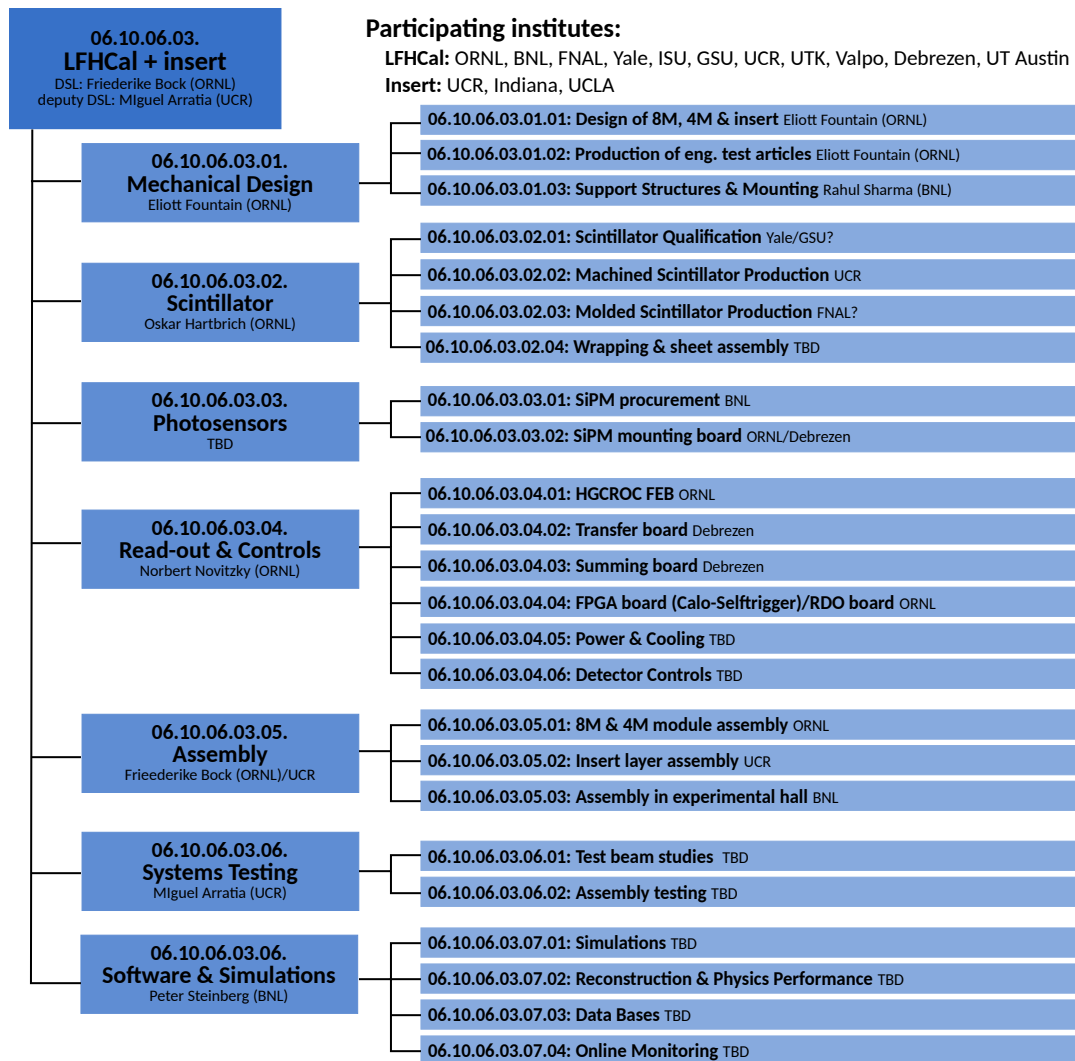 06.10.06.03.
LFHCal + insert
DSL: Friederike Bock (ORNL)
deputy DSL: MIguel Arratia (UCR)
Participating institutes:
LFHCal: ORNL, BNL, FNAL, Yale, ISU, GSU, UCR, UTK, Valpo, Debrezen, UT Austin
Insert: UCR, Indiana, UCLA
06.10.06.03.01.
Mechanical Design
Eliott Fountain (ORNL)
06.10.06.03.01.01: Design of 8M, 4M & insert Eliott Fountain (ORNL)
06.10.06.03.01.02: Production of eng. test articles Eliott Fountain (ORNL)
06.10.06.03.01.03: Support Structures & Mounting Rahul Sharma (BNL)
06.10.06.03.02.
Scintillator
Oskar Hartbrich (ORNL)
06.10.06.03.02.01: Scintillator Qualification Yale/GSU?
06.10.06.03.02.02: Machined Scintillator Production UCR
06.10.06.03.02.03: Molded Scintillator Production FNAL?
06.10.06.03.02.04: Wrapping & sheet assembly TBD
06.10.06.03.03.
Photosensors
TBD
06.10.06.03.03.01: SiPM procurement BNL
06.10.06.03.03.02: SiPM mounting board ORNL/Debrezen
06.10.06.03.04.
Read-out & Controls
Norbert Novitzky (ORNL)
06.10.06.03.04.01: HGCROC FEB ORNL
06.10.06.03.04.02: Transfer board Debrezen
06.10.06.03.04.03: Summing board Debrezen
06.10.06.03.04.04: FPGA board (Calo-Selftrigger)/RDO board ORNL
06.10.06.03.04.05: Power & Cooling TBD
06.10.06.03.04.06: Detector Controls TBD
06.10.06.03.05.
Assembly
Frieederike Bock (ORNL)/UCR
06.10.06.03.05.01: 8M & 4M module assembly ORNL
06.10.06.03.05.02: Insert layer assembly UCR
06.10.06.03.05.03: Assembly in experimental hall BNL
06.10.06.03.06.
Systems Testing
MIguel Arratia (UCR)
06.10.06.03.06.01: Test beam studies TBD
06.10.06.03.06.02: Assembly testing TBD
06.10.06.03.06.
Software & Simulations
Peter Steinberg (BNL)
06.10.06.03.07.01: Simulations TBD
06.10.06.03.07.02: Reconstruction & Physics Performance TBD
06.10.06.03.07.03: Data Bases TBD
06.10.06.03.07.04: Online Monitoring TBD